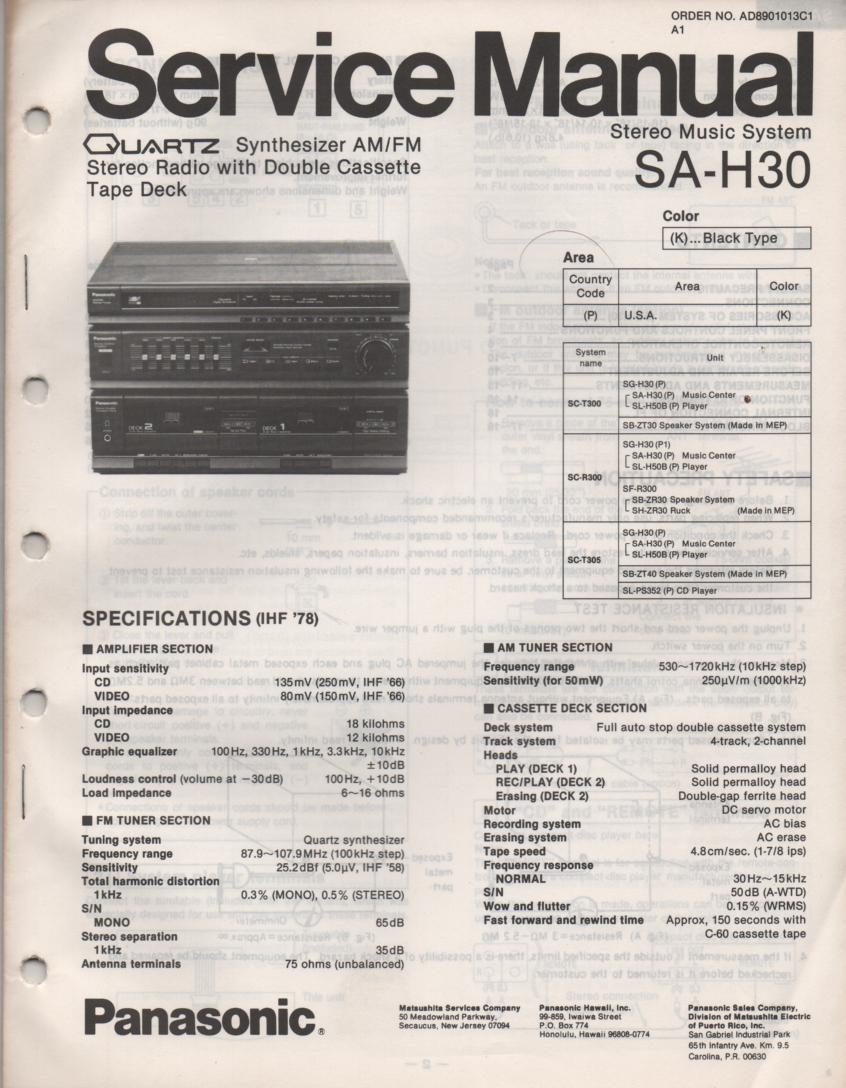 ORDER NO. AD8901013C1
A1
Service Manual
QUARTZ Synthesizer AM/FM
Stereo Radio with Double Cassette
Tape Deck
Stereo Music System
SA-H30
Color
(K)...Black Type
Area
Country Code Area Color
(P) U.S.A. (K)
System name Unit
SC-T300
SG-H30 (P)
SA-H30 (P) Music Center
SL-H50B (P) Player
SB-ZT30 Speaker System (Made in MEP)
SC-R300
SG-H30 (P1)
SA-H30 (P) Music Center
SL-H50B (P) Player
SF-R300
SB-ZR30 Speaker System
SH-ZR30 Ruck (Made in MEP)
SC-T305
SG-H30 (P)
SA-H30 (P) Music Center
SL-H50B (P) Player
SB-ZT40 Speaker System (Made in MEP)
SL-PS352 (P) CD Player
Panasonic
Panasonic
Panasonic
DECK 2
DECK 1
SPECIFICATIONS (IHF '78)
■ AMPLIFIER SECTION
Input sensitivity
CD 135mV (250mV, IHF '66)
VIDEO 80mV (150mV, IHF '66)
Input impedance
CD 18 kilohms
VIDEO 12 kilohms
Graphic equalizer 100Hz, 330Hz, 1kHz, 3.3kHz, 10kHz
±10dB
Loudness control (volume at −30dB) 100Hz, +10dB
Load impedance 6~16 ohms
■ FM TUNER SECTION
Tuning system Quartz synthesizer
Frequency range 87.9~107.9MHz (100kHz step)
Sensitivity 25.2dBf (5.0μV, IHF '58)
Total harmonic distortion
1kHz 0.3% (MONO), 0.5% (STEREO)
S/N
MONO 65dB
Stereo separation
1kHz 35dB
Antenna terminals 75 ohms (unbalanced)
■ AM TUNER SECTION
Frequency range 530~1720kHz (10kHz step)
Sensitivity (for 50mW) 250μV/m (1000kHz)
■ CASSETTE DECK SECTION
Deck system Full auto stop double cassette system
Track system 4-track, 2-channel
Heads
PLAY (DECK 1) Solid permalloy head
REC/PLAY (DECK 2) Solid permalloy head
Erasing (DECK 2) Double-gap ferrite head
Motor DC servo motor
Recording system AC bias
Erasing system AC erase
Tape speed 4.8cm/sec. (1-7/8 ips)
Frequency response
NORMAL 30Hz~15kHz
S/N 50dB (A-WTD)
Wow and flutter 0.15% (WRMS)
Fast forward and rewind time Approx, 150 seconds with
C-60 cassette tape
Panasonic®
Matsushita Services Company
50 Meadowland Parkway,
Secaucus, New Jersey 07094
Panasonic Hawaii, Inc.
99-859, Iwaiwa Street
P.O. Box 774
Honolulu, Hawaii 96808-0774
Panasonic Sales Company,
Division of Matsushita Electric
of Puerto Rico, Inc.
San Gabriel Industrial Park
65th Infantry Ave. Km. 9.5
Carolina, P.R. 00630